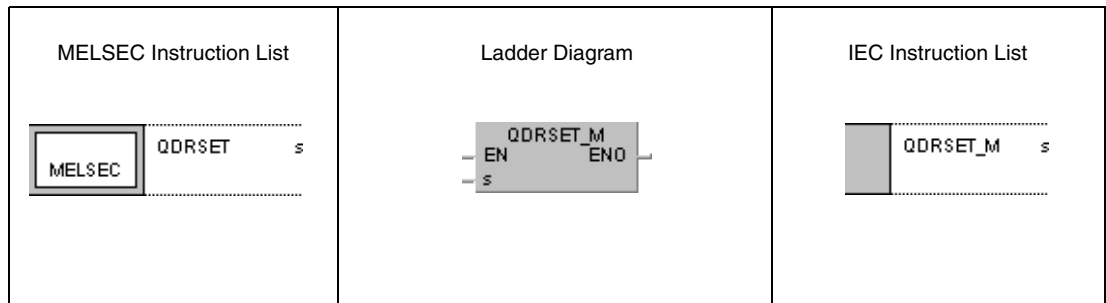 MELSEC Instruction List
MELSEC
QDRSET s
Ladder Diagram
QDRSET_M
EN ENO
s
IEC Instruction List
QDRSET_M s